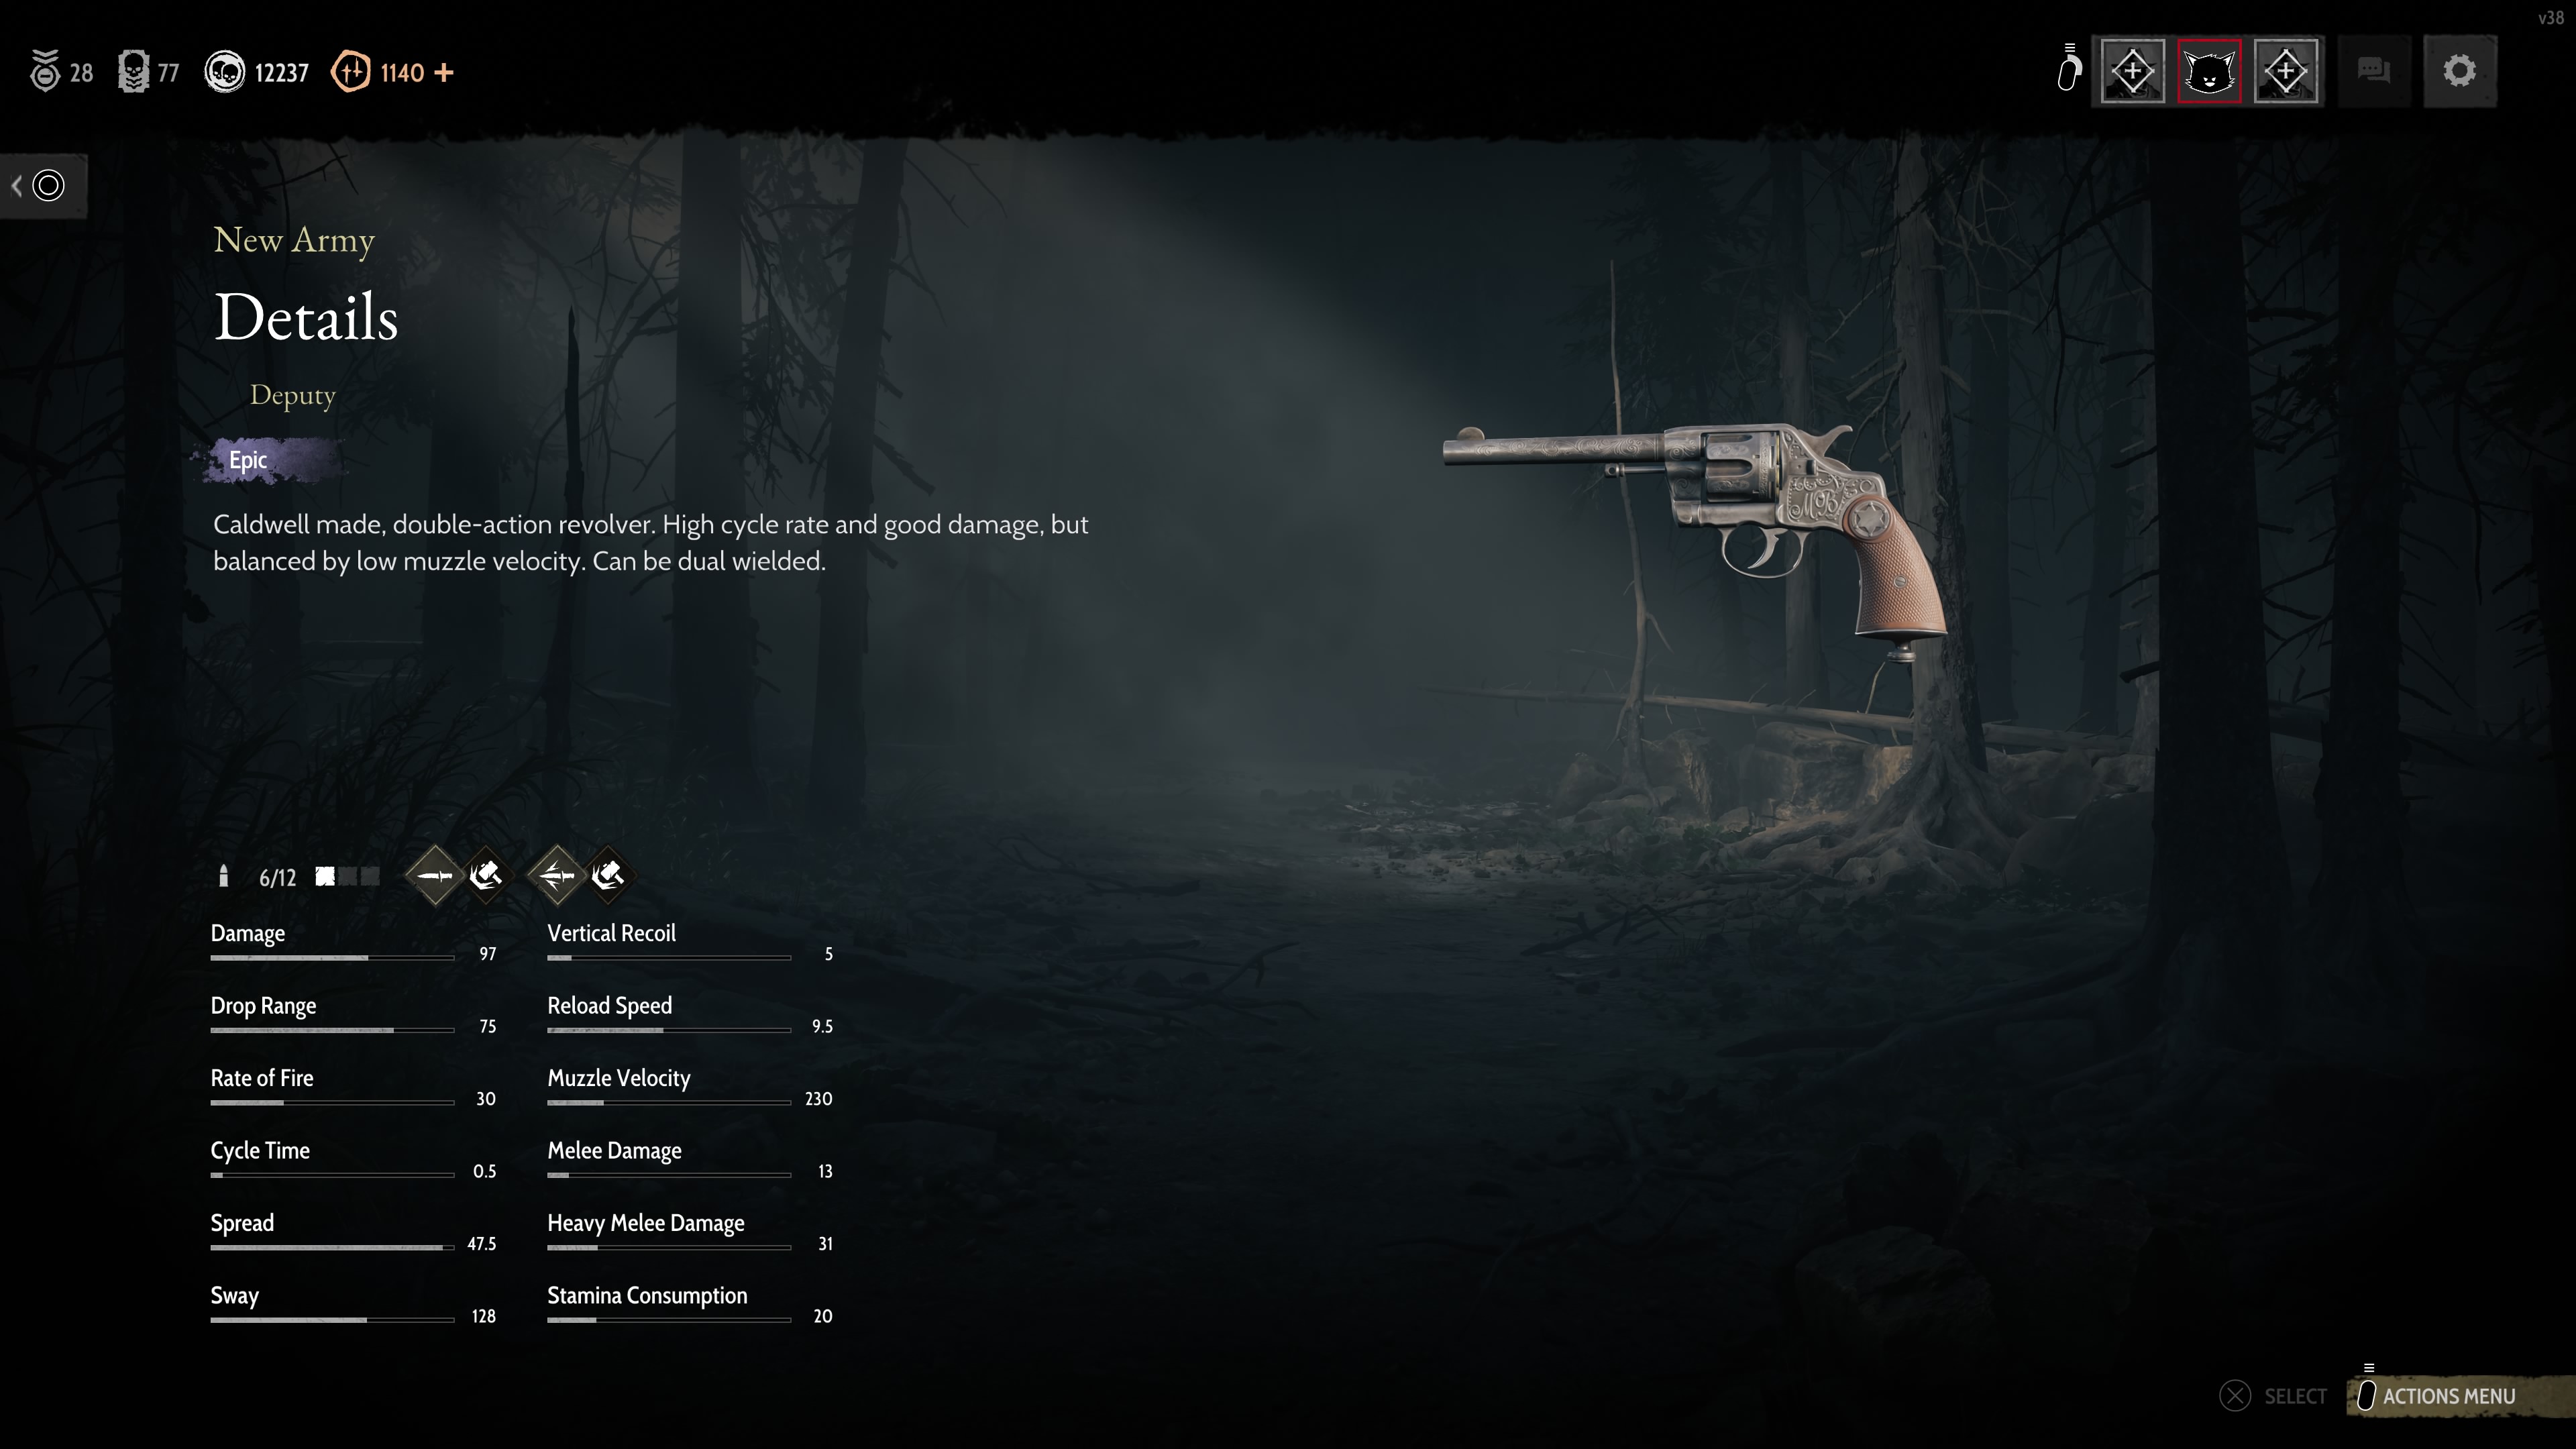 v38
28
77
12237
1140 +
New Army
Details
Deputy
Epic
Caldwell made, double-action revolver. High cycle rate and good damage, but
balanced by low muzzle velocity. Can be dual wielded.
MB
6/12
Damage 97
Vertical Recoil 5
Drop Range 75
Reload Speed 9.5
Rate of Fire 30
Muzzle Velocity 230
Cycle Time 0.5
Melee Damage 13
Spread 47.5
Heavy Melee Damage 31
Sway 128
Stamina Consumption 20
SELECT
ACTIONS MENU